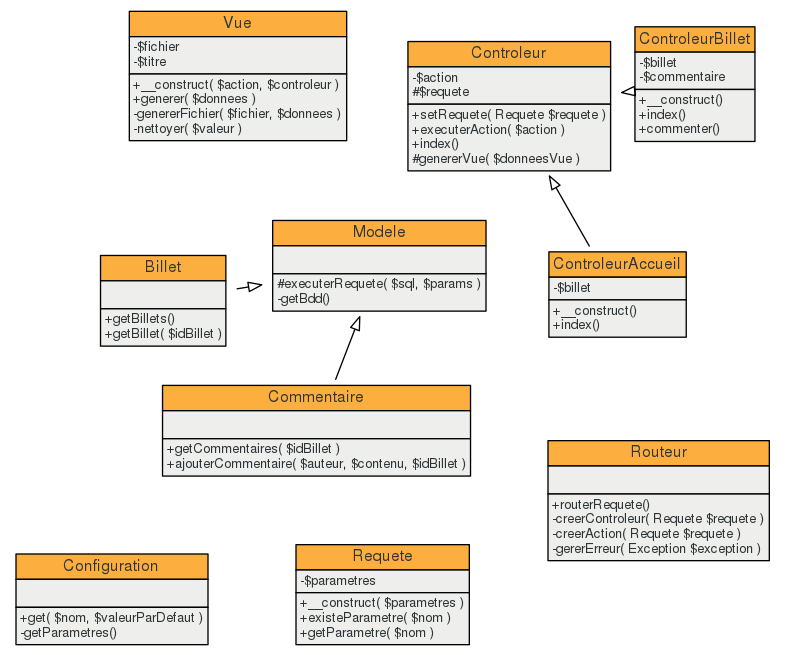 Vue
-$fichier
-$titre
+__construct( $action, $controleur )
+generer( $donnees )
-genererFichier( $fichier, $donnees )
-nettoyer( $valeur )
Controleur
-$action
#$requete
+setRequete( Requete $requete )
+executerAction( $action )
+index()
#genererVue( $donneesVue )
ControleurBillet
-$billet
-$commentaire
+__construct()
+index()
+commenter()
Modele
#executerRequete( $sql, $params )
-getBdd()
Billet
+getBillets()
+getBillet( $idBillet )
ControleurAccueil
-$billet
+__construct()
+index()
Commentaire
+getCommentaires( $idBillet )
+ajouterCommentaire( $auteur, $contenu, $idBillet )
Routeur
+routerRequete()
-creerControleur( Requete $requete )
-creerAction( Requete $requete )
-gererErreur( Exception $exception )
Configuration
+get( $nom, $valeurParDefaut )
-getParametres()
Requete
-$parametres
+__construct( $parametres )
+existeParametre( $nom )
+getParametre( $nom )